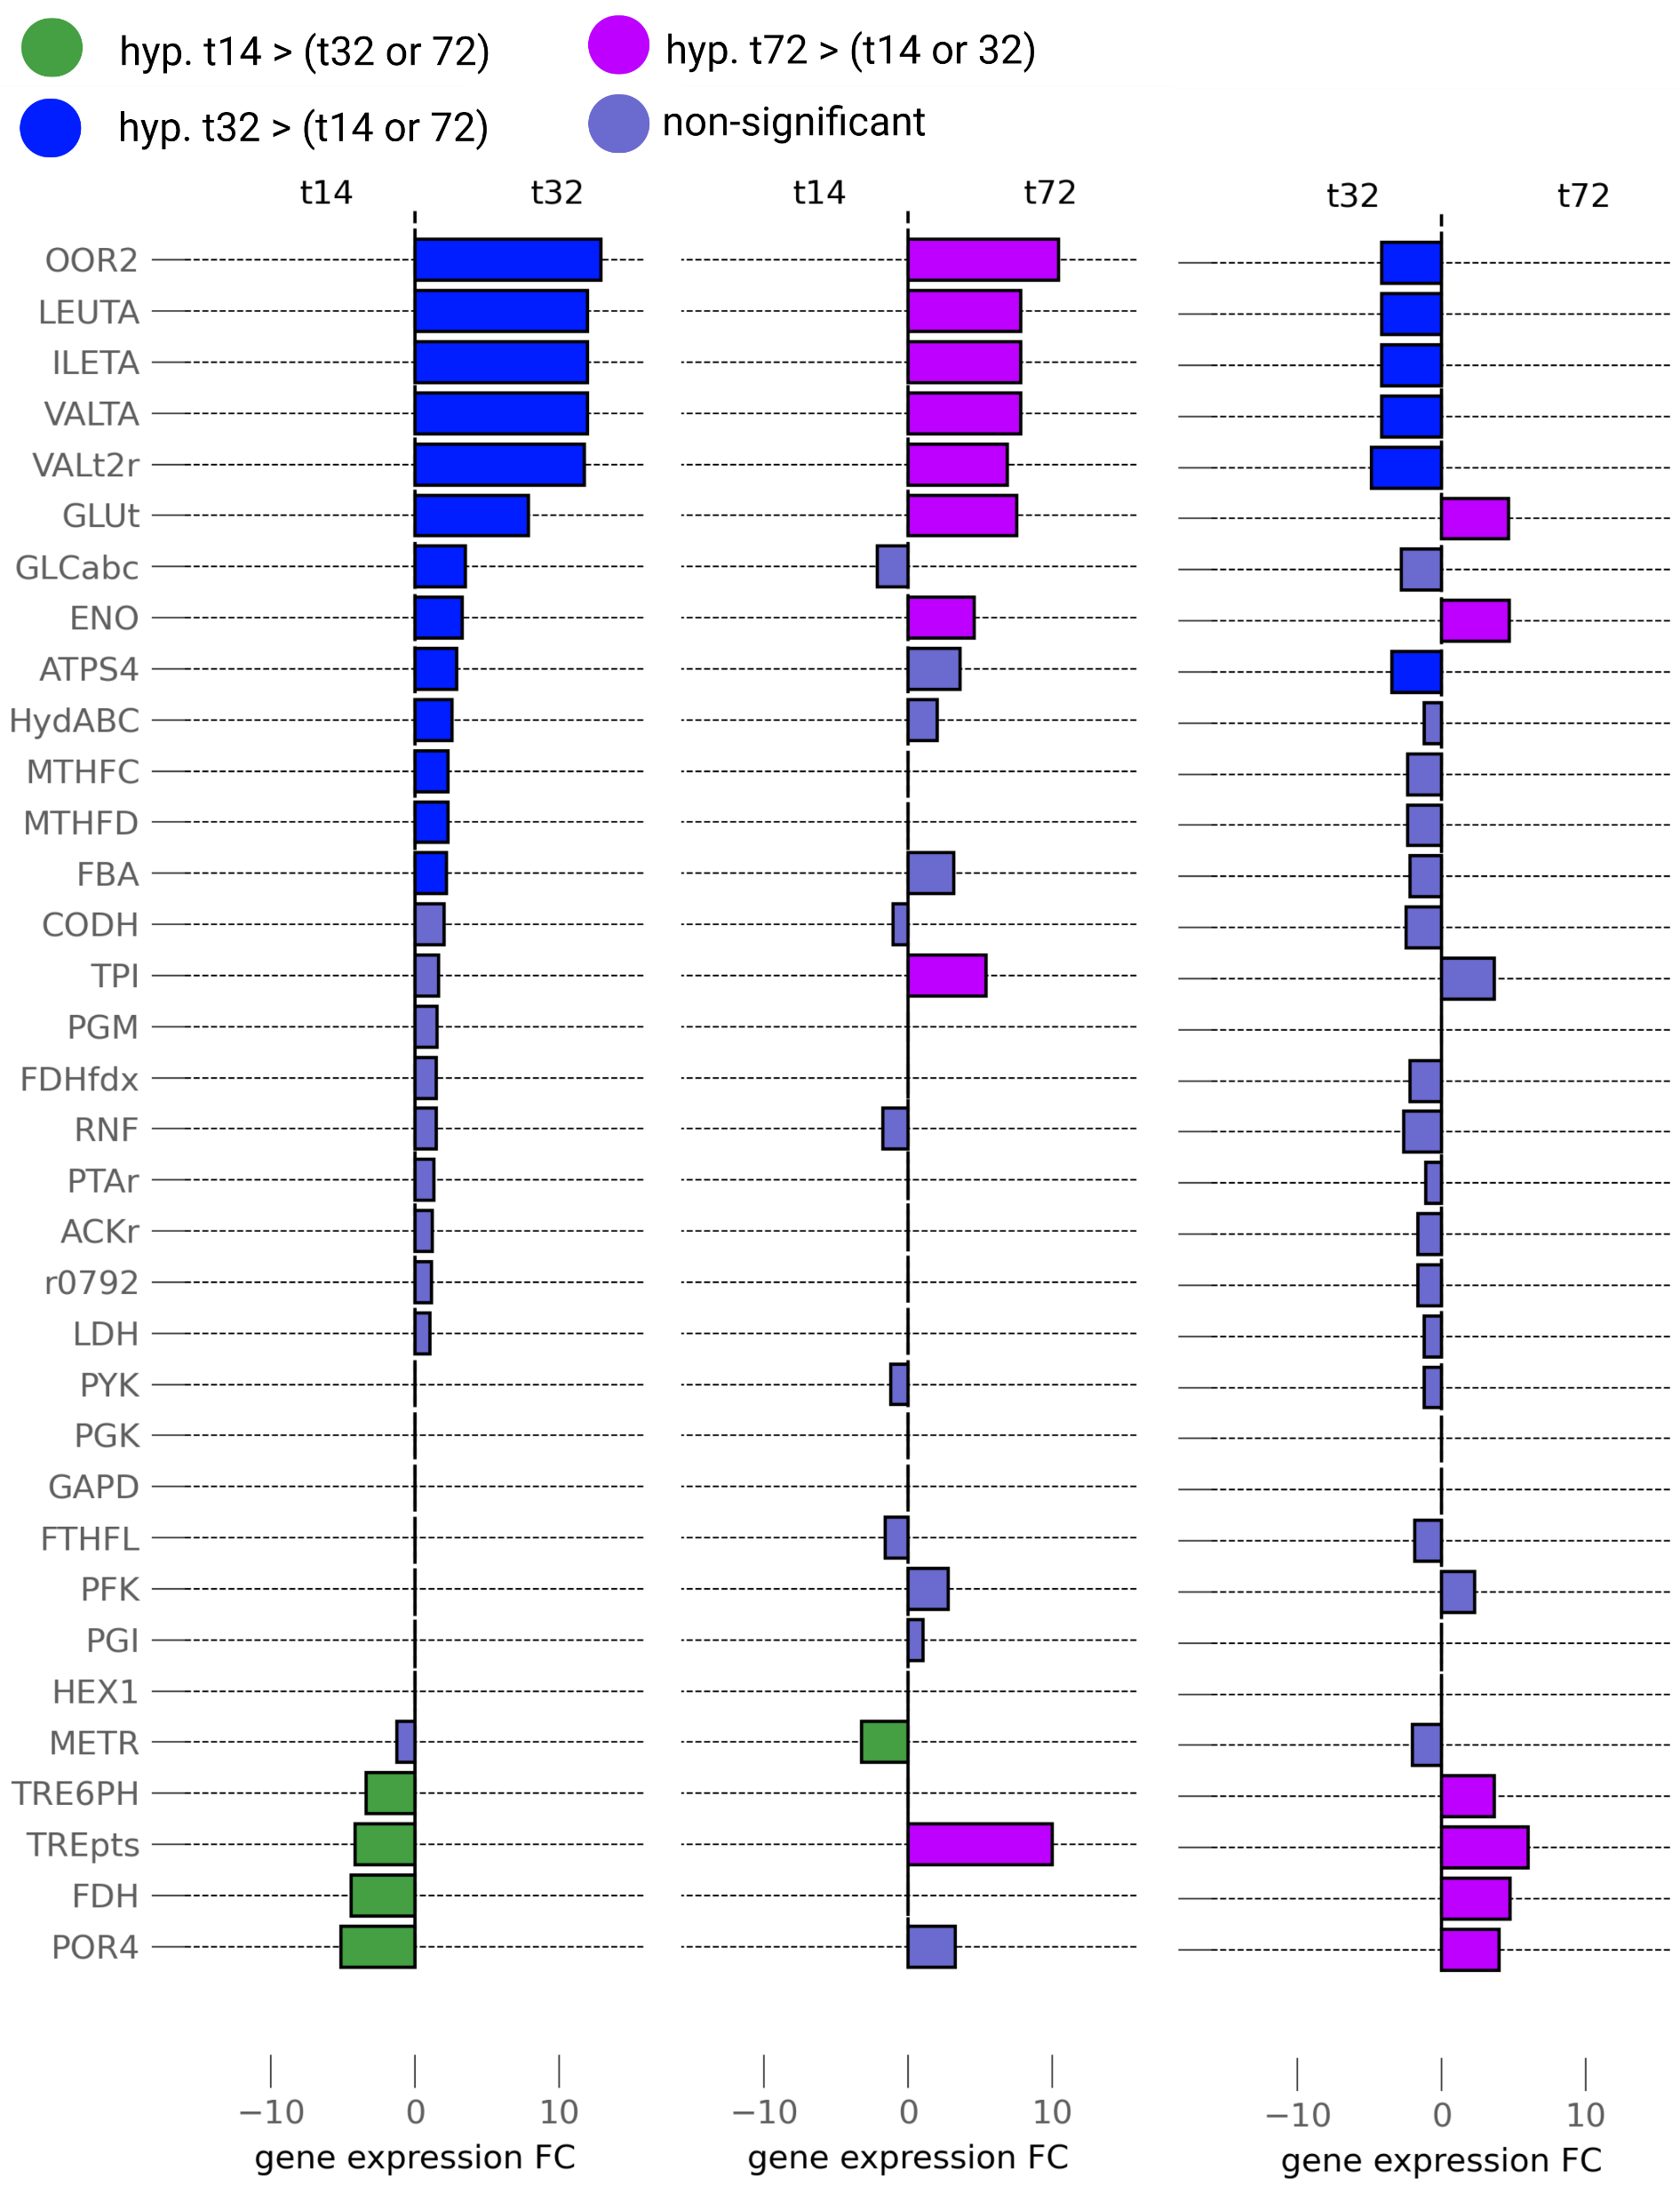 hyp. t14 > (t32 or 72)
hyp. t72 > (t14 or 32)
hyp. t32 > (t14 or 72)
non-significant
t14 t32 t14 t72 t32 t72
OOR2
LEUTA
ILETA
VALTA
VALt2r
GLUt
GLCabc
ENO
ATPS4
HydABC
MTHFC
MTHFD
FBA
CODH
TPI
PGM
FDHfdx
RNF
PTAr
ACKr
r0792
LDH
PYK
PGK
GAPD
FTHFL
PFK
PGI
HEX1
METR
TRE6PH
TREpts
FDH
POR4
−10 0 10 −10 0 10 −10 0 10
gene expression FC gene expression FC gene expression FC